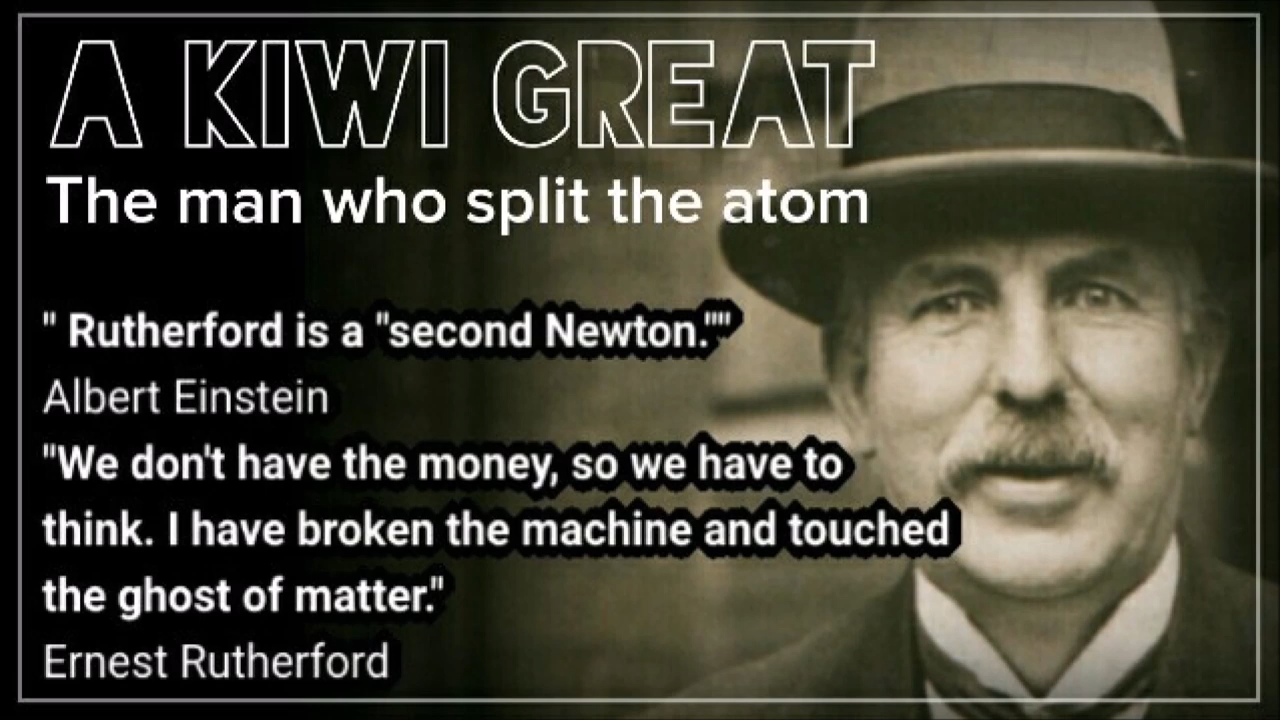 A KIWI GREAT
The man who split the atom
" Rutherford is a "second Newton.""
Albert Einstein
"We don't have the money, so we have to
think. I have broken the machine and touched
the ghost of matter."
Ernest Rutherford